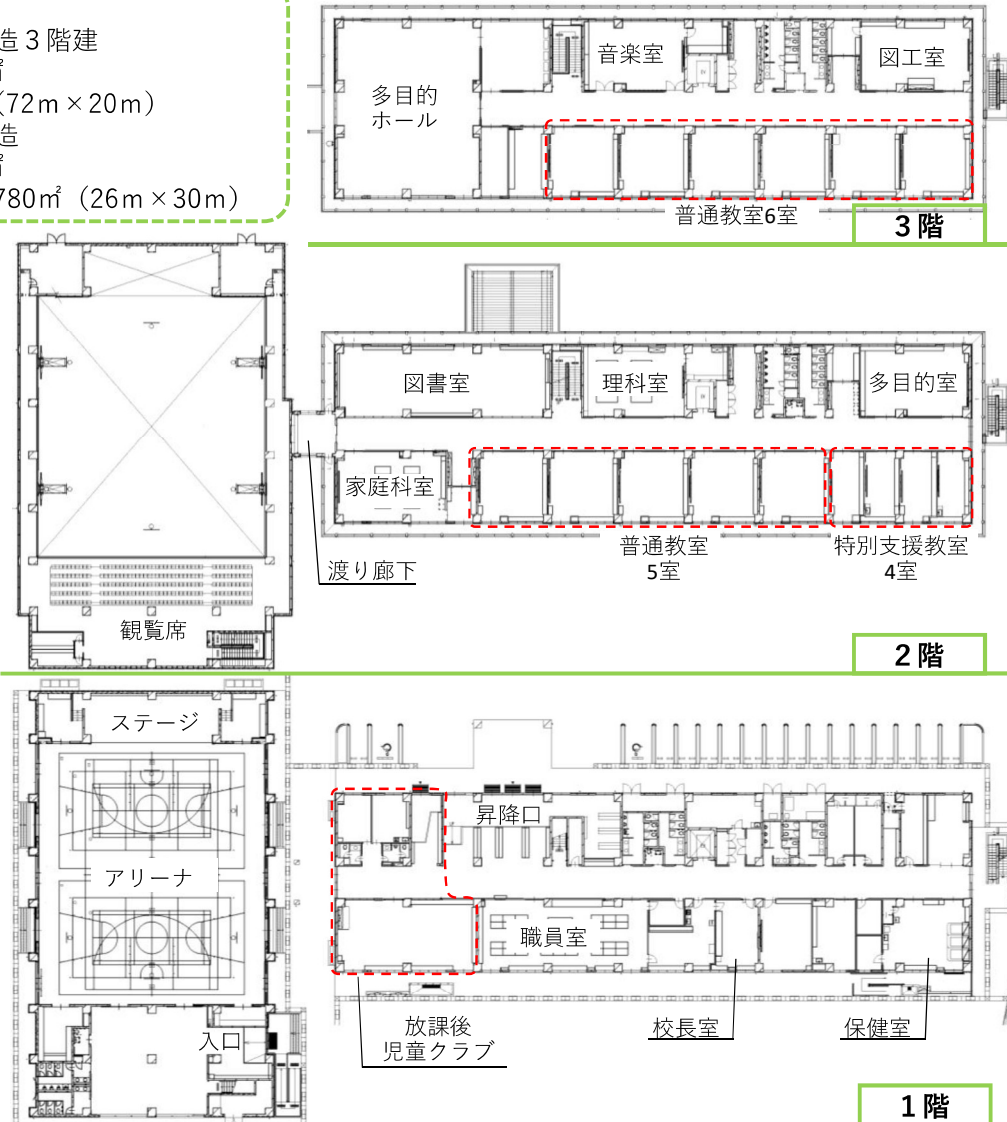 造３階建
㎡
（72m×20m）
造
㎡
780㎡（26m×30m）
多目的
ホール
音楽室
図工室
普通教室6室
３階
図書室
理科室
多目的室
家庭科室
普通教室
5室
特別支援教室
4室
渡り廊下
観覧席
２階
ステージ
アリーナ
入口
昇降口
職員室
放課後
児童クラブ
校長室
保健室
１階